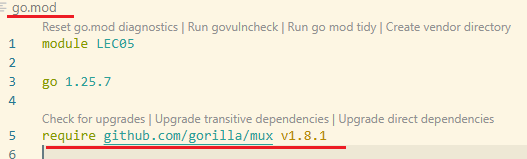 go.mod
Reset go.mod diagnostics | Run govulncheck | Run go mod tidy | Create vendor directory
1 module LEC05
2
3 go 1.25.7
4
Check for upgrades | Upgrade transitive dependencies | Upgrade direct dependencies
5 require github.com/gorilla/mux v1.8.1
6